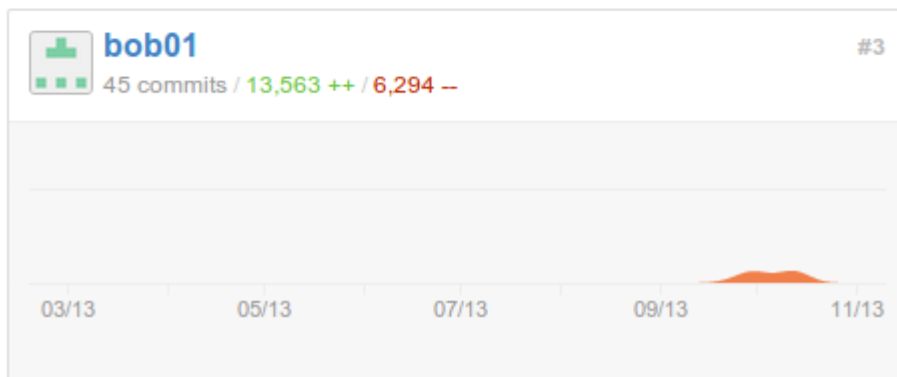 bob01
#3
45 commits / 13,563 ++ / 6,294 --
03/13 05/13 07/13 09/13 11/13